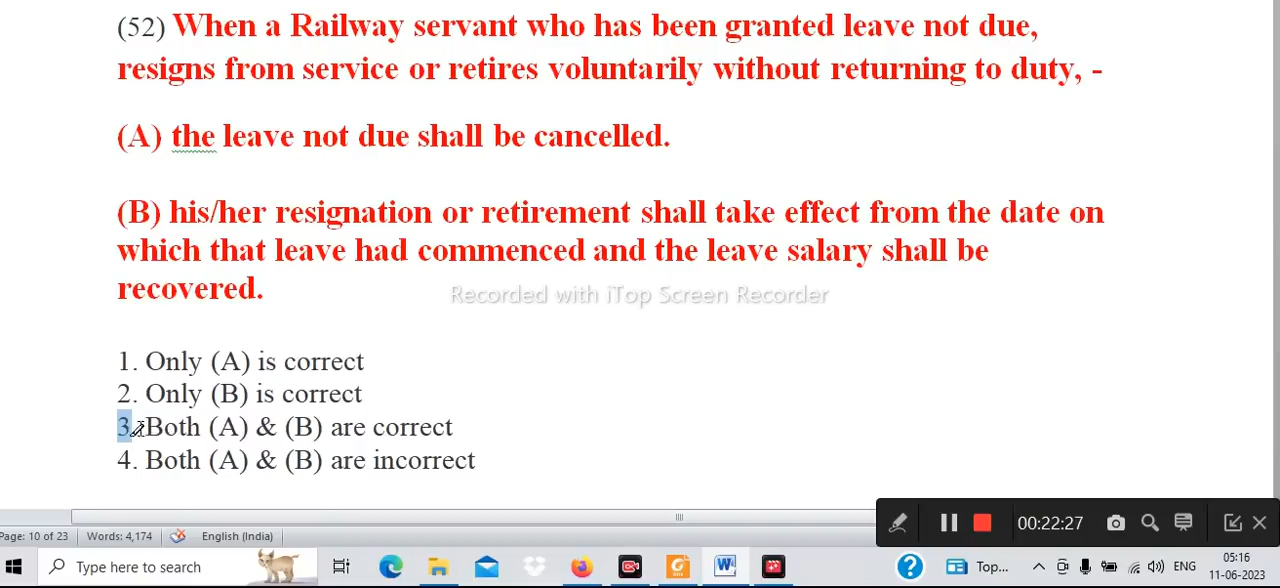 (52) When a Railway servant who has been granted leave not due,
resigns from service or retires voluntarily without returning to duty, -
(A) the leave not due shall be cancelled.
(B) his/her resignation or retirement shall take effect from the date on
which that leave had commenced and the leave salary shall be
recovered.
Recorded with iTop Screen Recorder
1. Only (A) is correct
2. Only (B) is correct
3. Both (A) & (B) are correct
4. Both (A) & (B) are incorrect
00:22:27
Page: 10 of 23 Words: 4,174 English (India)
Type here to search
Top... ENG
05:16
11-06-2023